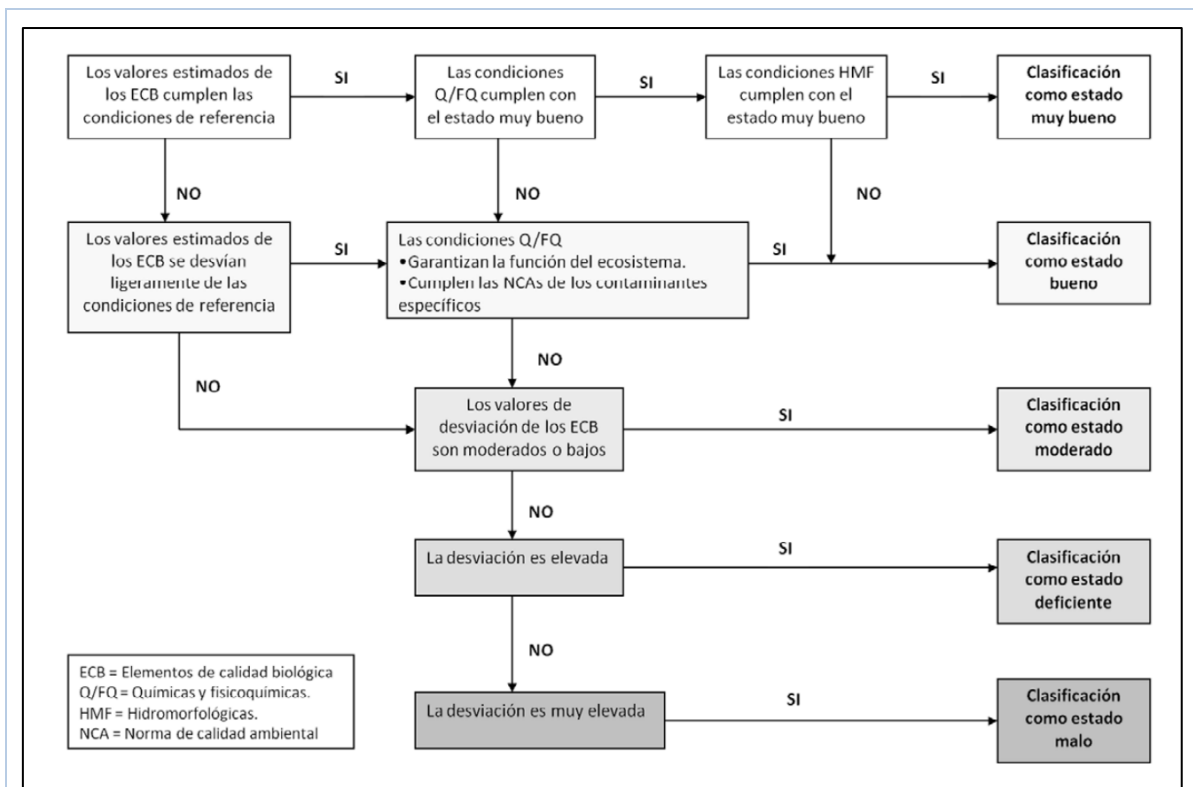 Los valores estimados de
los ECB cumplen las
condiciones de referencia
SI
Las condiciones
Q/FQ cumplen con
el estado muy bueno
SI
Las condiciones HMF
cumplen con el
estado muy bueno
SI
Clasificación
como estado
muy bueno
NO
NO
NO
Los valores estimados de
los ECB se desvían
ligeramente de las
condiciones de referencia
SI
Las condiciones Q/FQ
•Garantizan la función del ecosistema.
•Cumplen las NCAs de los contaminantes
específicos
SI
Clasificación
como estado
bueno
NO
NO
Los valores de
desviación de los ECB
son moderados o bajos
SI
Clasificación
como estado
moderado
NO
La desviación es elevada
SI
Clasificación
como estado
deficiente
NO
La desviación es muy elevada
SI
Clasificación
como estado
malo
ECB = Elementos de calidad biológica
Q/FQ = Químicas y fisicoquímicas.
HMF = Hidromorfológicas.
NCA = Norma de calidad ambiental